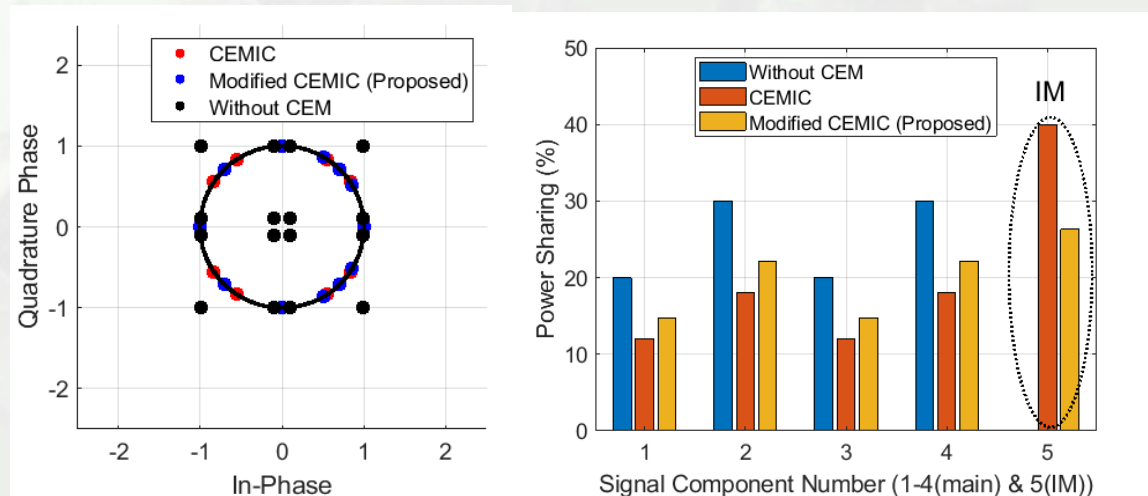 CEMIC
Modified CEMIC (Proposed)
Without CEM
2
1
0
-1
-2
-2
-1
0
1
2
Quadrature Phase
In-Phase
50
40
30
20
10
0
Without CEM
CEMIC
Modified CEMIC (Proposed)
IM
1
2
3
4
5
Power Sharing (%)
Signal Component Number (1-4(main) & 5(IM))